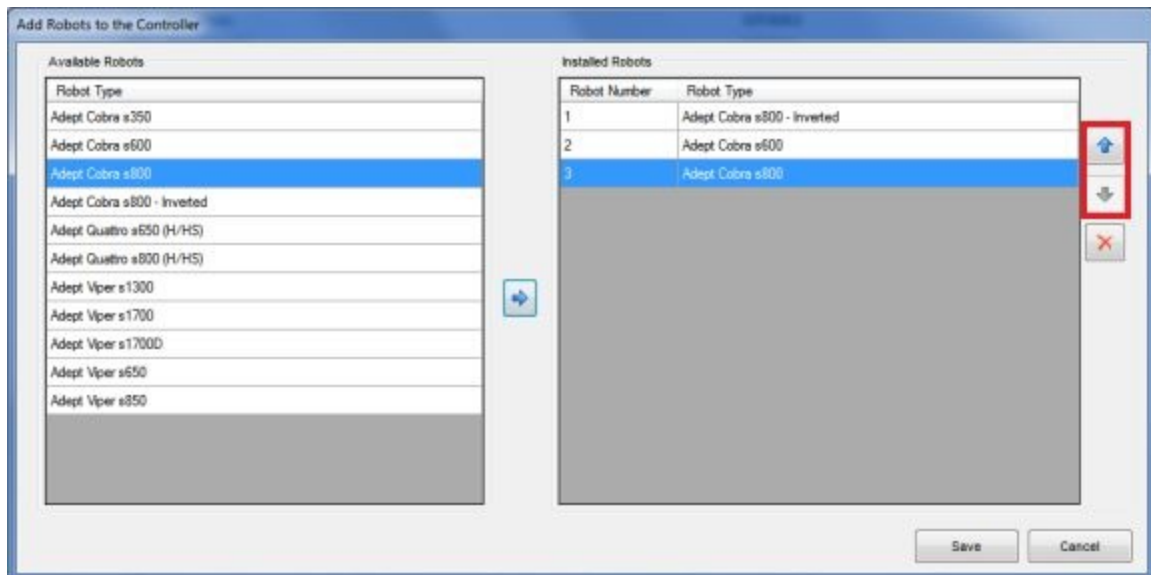 Add Robots to the Controller
Available Robots
Robot Type
Adept Cobra s350
Adept Cobra s600
Adept Cobra s800
Adept Cobra s800 - Inverted
Adept Quattro s650 (H/HS)
Adept Quattro s800 (H/HS)
Adept Viper s1300
Adept Viper s1700
Adept Viper s1700D
Adept Viper s650
Adept Viper s850
Installed Robots
Robot Number Robot Type
1 Adept Cobra s800 - Inverted
2 Adept Cobra s600
3 Adept Cobra s800
Save Cancel